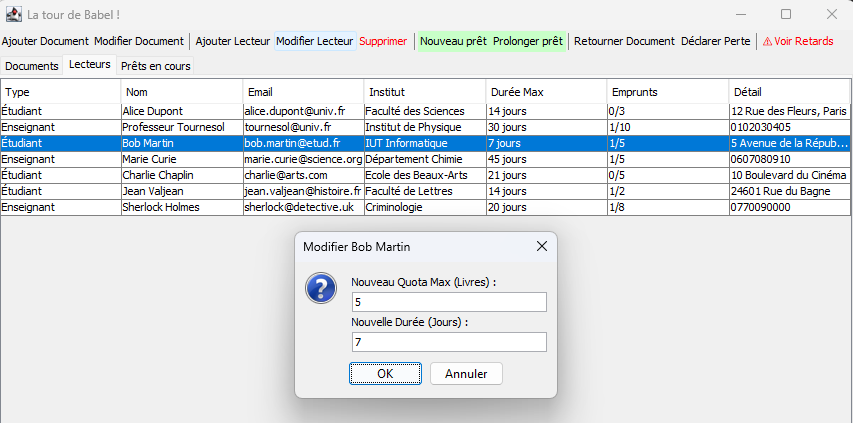 La tour de Babel !
Ajouter Document Modifier Document Ajouter Lecteur Modifier Lecteur Supprimer Nouveau prêt Prolonger prêt Retourner Document Déclarer Perte ⚠ Voir Retards
Documents Lecteurs Prêts en cours
Type Nom Email Institut Durée Max Emprunts Détail
Étudiant Alice Dupont alice.dupont@univ.fr Faculté des Sciences 14 jours 0/3 12 Rue des Fleurs, Paris
Enseignant Professeur Tournesol tournesol@univ.fr Institut de Physique 30 jours 1/10 0102030405
Étudiant Bob Martin bob.martin@etud.fr IUT Informatique 7 jours 1/5 5 Avenue de la Répub...
Enseignant Marie Curie marie.curie@science.org Département Chimie 45 jours 1/5 0607080910
Étudiant Charlie Chaplin charlie@arts.com Ecole des Beaux-Arts 21 jours 0/5 10 Boulevard du Cinéma
Étudiant Jean Valjean jean.valjean@histoire.fr Faculté de Lettres 14 jours 1/2 24601 Rue du Bagne
Enseignant Sherlock Holmes sherlock@detective.uk Criminologie 20 jours 1/8 0770090000
Modifier Bob Martin
Nouveau Quota Max (Livres) :
5
Nouvelle Durée (Jours) :
7
OK Annuler